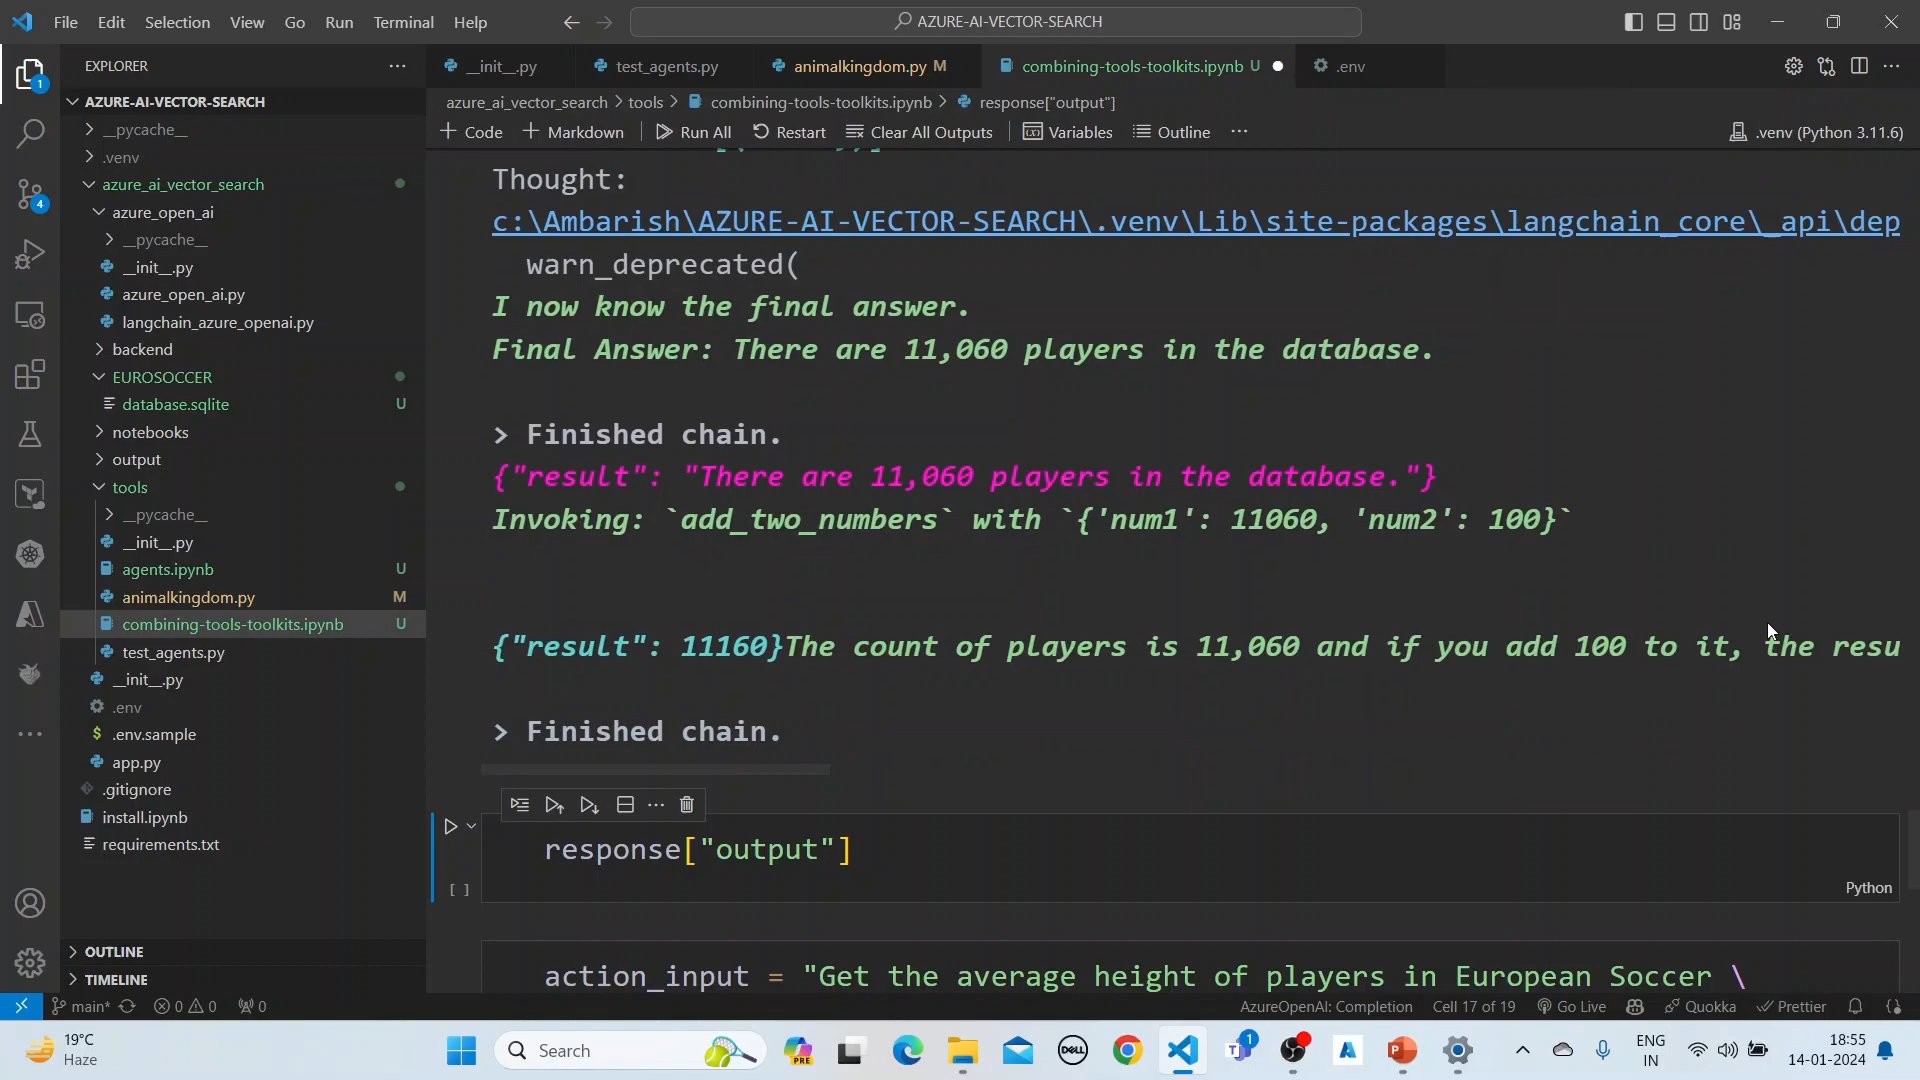 File Edit Selection View Go Run Terminal Help
AZURE-AI-VECTOR-SEARCH
EXPLORER
__init__.py
test_agents.py
animalkingdom.py M
combining-tools-toolkits.ipynb U
.env
azure_ai_vector_search > tools > combining-tools-toolkits.ipynb > response["output"]
Code Markdown Run All Restart Clear All Outputs Variables Outline
.venv (Python 3.11.6)
1
4
AZURE-AI-VECTOR-SEARCH
__pycache__
.venv
azure_ai_vector_search
azure_open_ai
__pycache__
__init__.py
azure_open_ai.py
langchain_azure_openai.py
backend
EUROSOCCER
database.sqlite U
notebooks
output
tools
__pycache__
__init__.py
agents.ipynb U
animalkingdom.py M
combining-tools-toolkits.ipynb U
test_agents.py
__init__.py
.env
.env.sample
app.py
.gitignore
install.ipynb
requirements.txt
OUTLINE
TIMELINE
Thought:
c:\Ambarish\AZURE-AI-VECTOR-SEARCH\.venv\Lib\site-packages\langchain_core\_api\dep
warn_deprecated(
I now know the final answer.
Final Answer: There are 11,060 players in the database.
> Finished chain.
{"result": "There are 11,060 players in the database."}
Invoking: `add_two_numbers` with `{'num1': 11060, 'num2': 100}`
{"result": 11160}The count of players is 11,060 and if you add 100 to it, the resu
> Finished chain.
response["output"]
[ ]
Python
action_input = "Get the average height of players in European Soccer \
main* 0 0 0
AzureOpenAI: Completion Cell 17 of 19 Go Live Quokka Prettier
19°C
Haze
Search
PRE
DELL
1
ENG
IN
18:55
14-01-2024